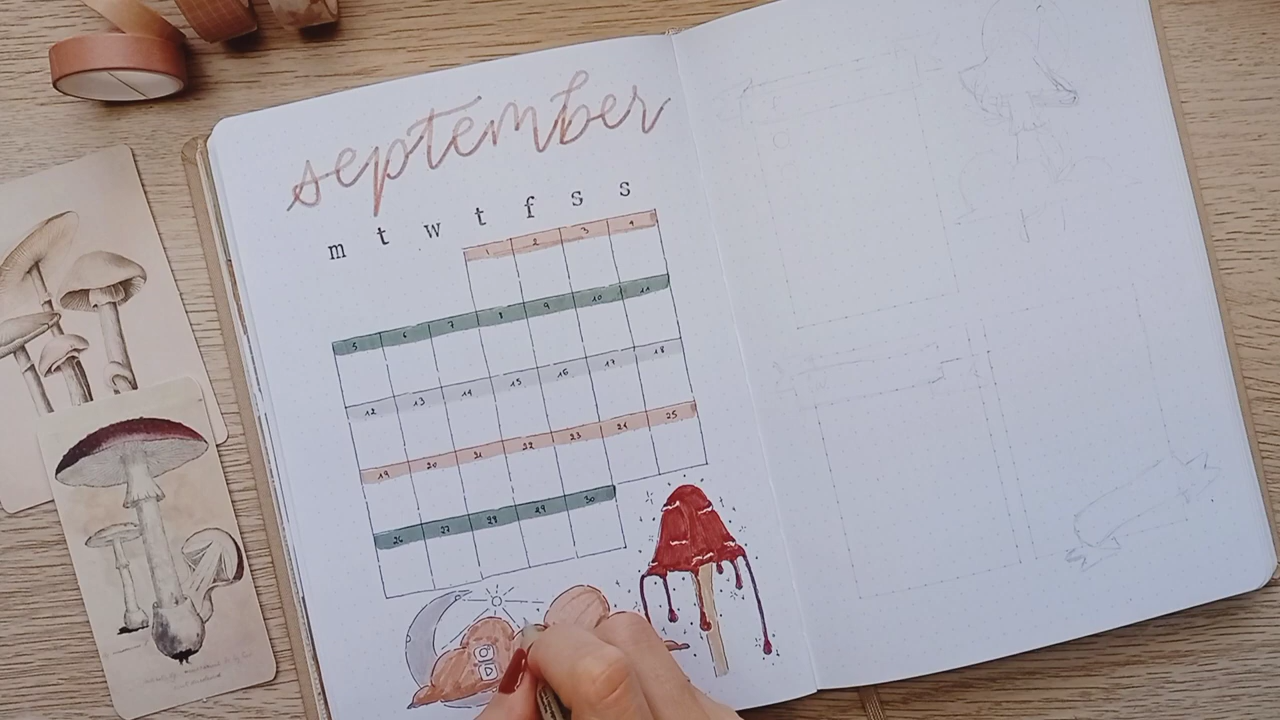 september
m t w t f s s
1 2 3 4
5 6 7 8 9 10 11
12 13 14 15 16 17 18
19 20 21 22 23 24 25
26 27 28 29 30